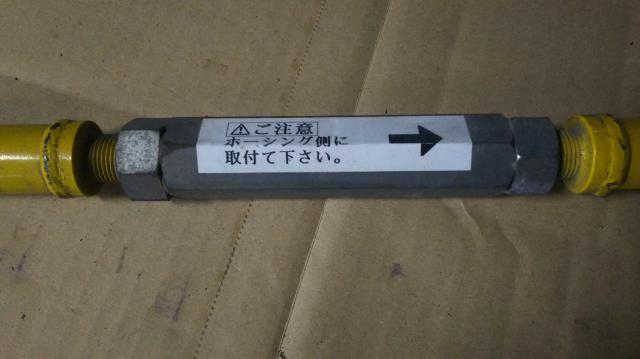 ⚠ご注意
ホーシング側に
取付て下さい。